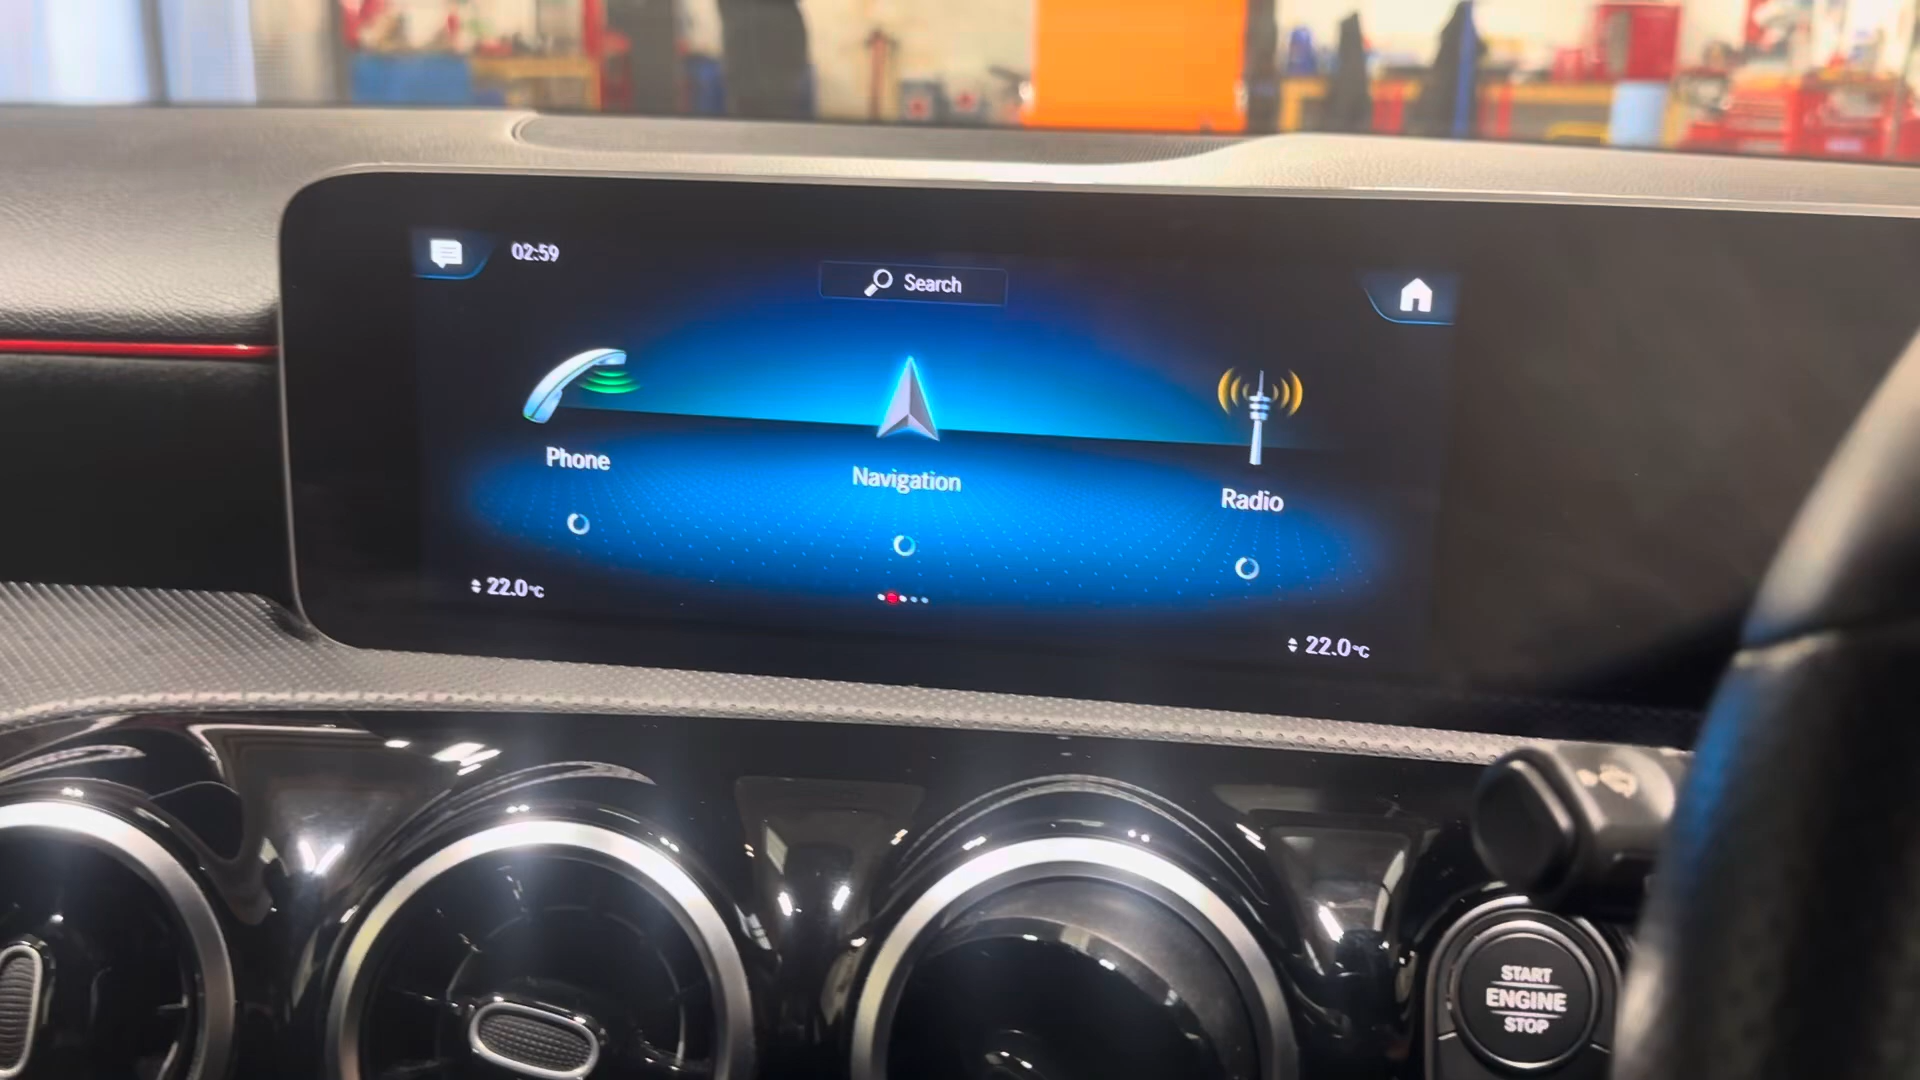 02:59
Search
Phone
Navigation
Radio
22.0°C
22.0°C
START
ENGINE
STOP